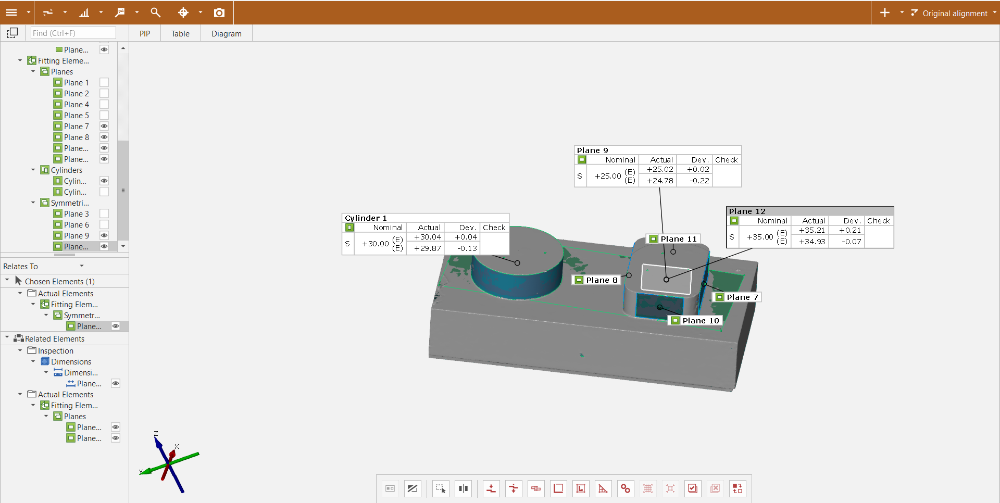 Original alignment
Find (Ctrl+F)
PIP
Table
Diagram
Plane...
Fitting Eleme...
Planes
Plane 1
Plane 2
Plane 4
Plane 5
Plane 7
Plane 8
Plane...
Plane...
Cylinders
Cylin...
Cylin...
Symmetri...
Plane 3
Plane 6
Plane 9
Plane...
Relates To
Chosen Elements (1)
Actual Elements
Fitting Elem...
Symmetr...
Plane...
Related Elements
Inspection
Dimensions
Dimensi...
Plane...
Actual Elements
Fitting Elem...
Planes
Plane...
Plane...
Plane 9
Nominal Actual Dev. Check
S +25.00 (E) +25.02 +0.02
(E) +24.78 -0.22
Plane 12
Nominal Actual Dev. Check
S +35.00 (E) +35.21 +0.21
(E) +34.93 -0.07
Cylinder 1
Nominal Actual Dev. Check
S +30.00 (E) +30.04 +0.04
(E) +29.87 -0.13
Plane 11
Plane 8
Plane 7
Plane 10
Z
X
Y